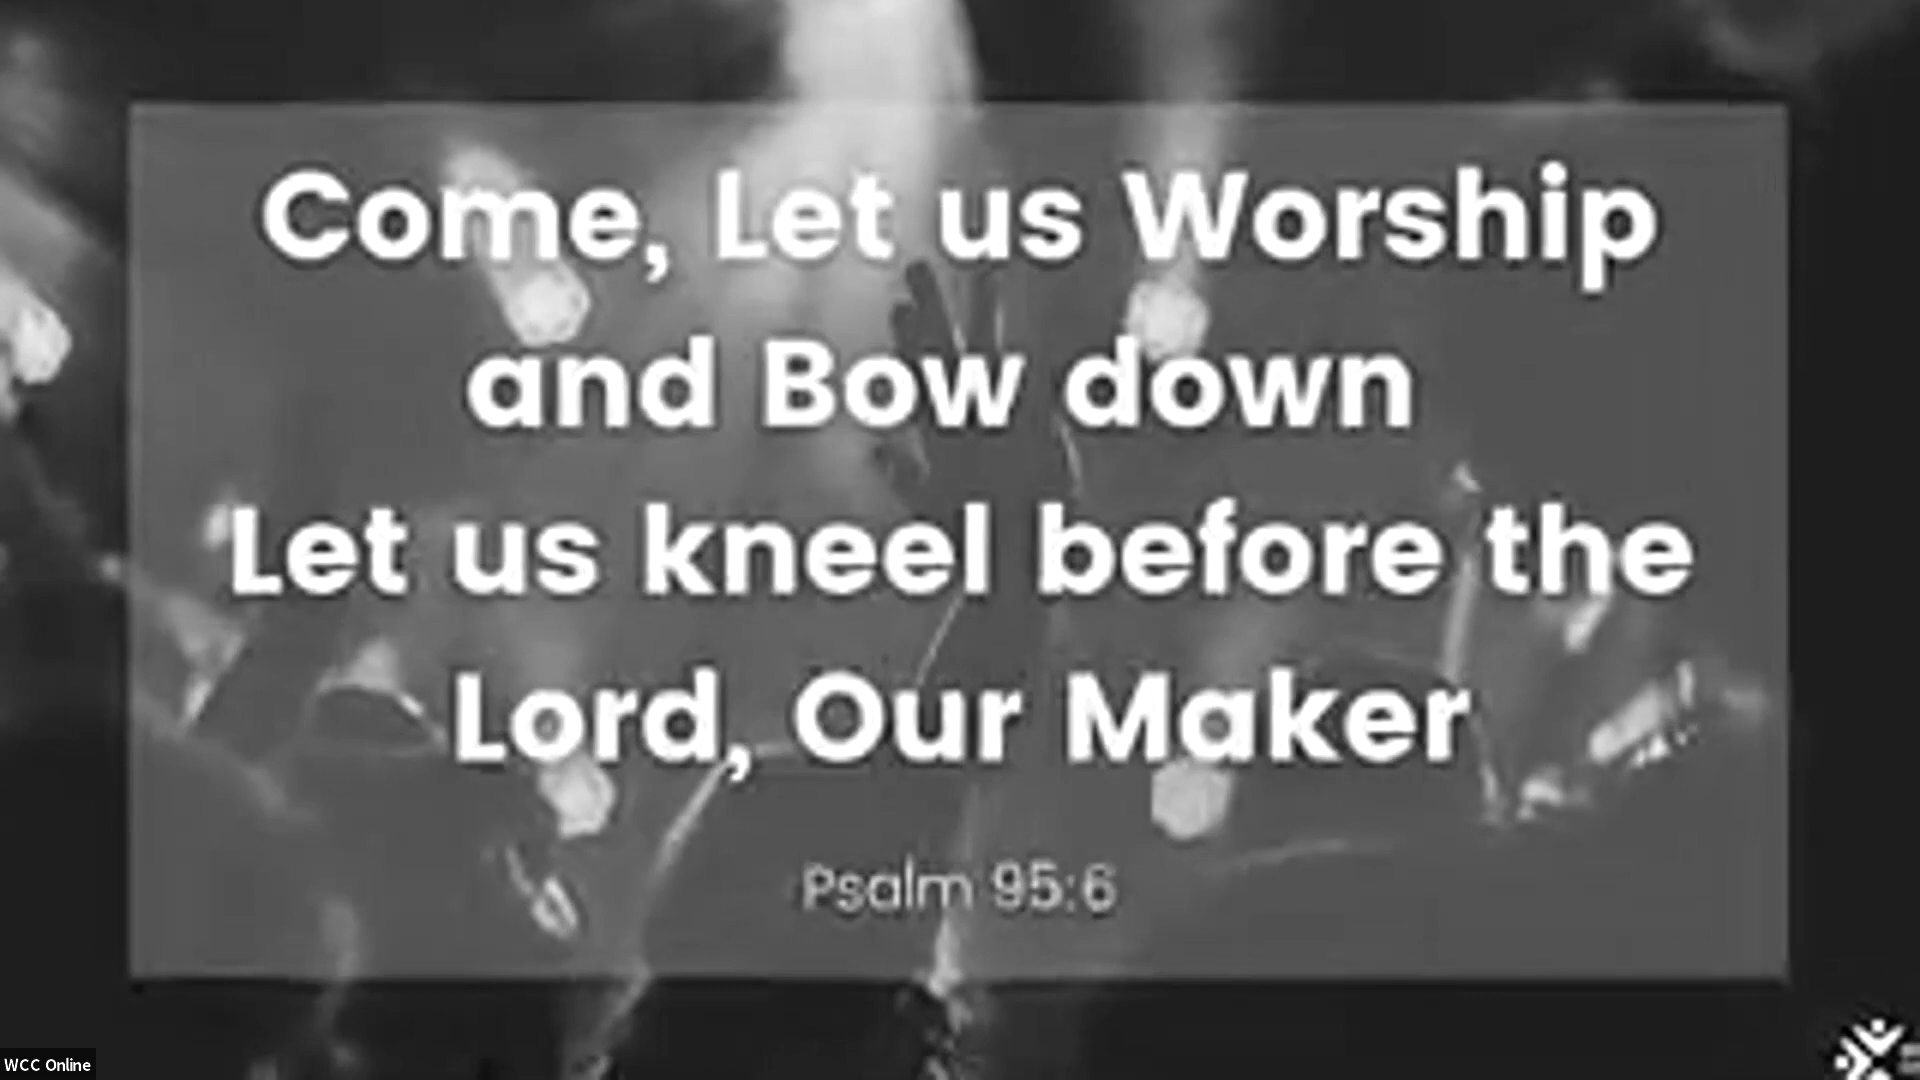 Come, Let us Worship
and Bow down
Let us kneel before the
Lord, Our Maker
Psalm 95:6
WCC Online